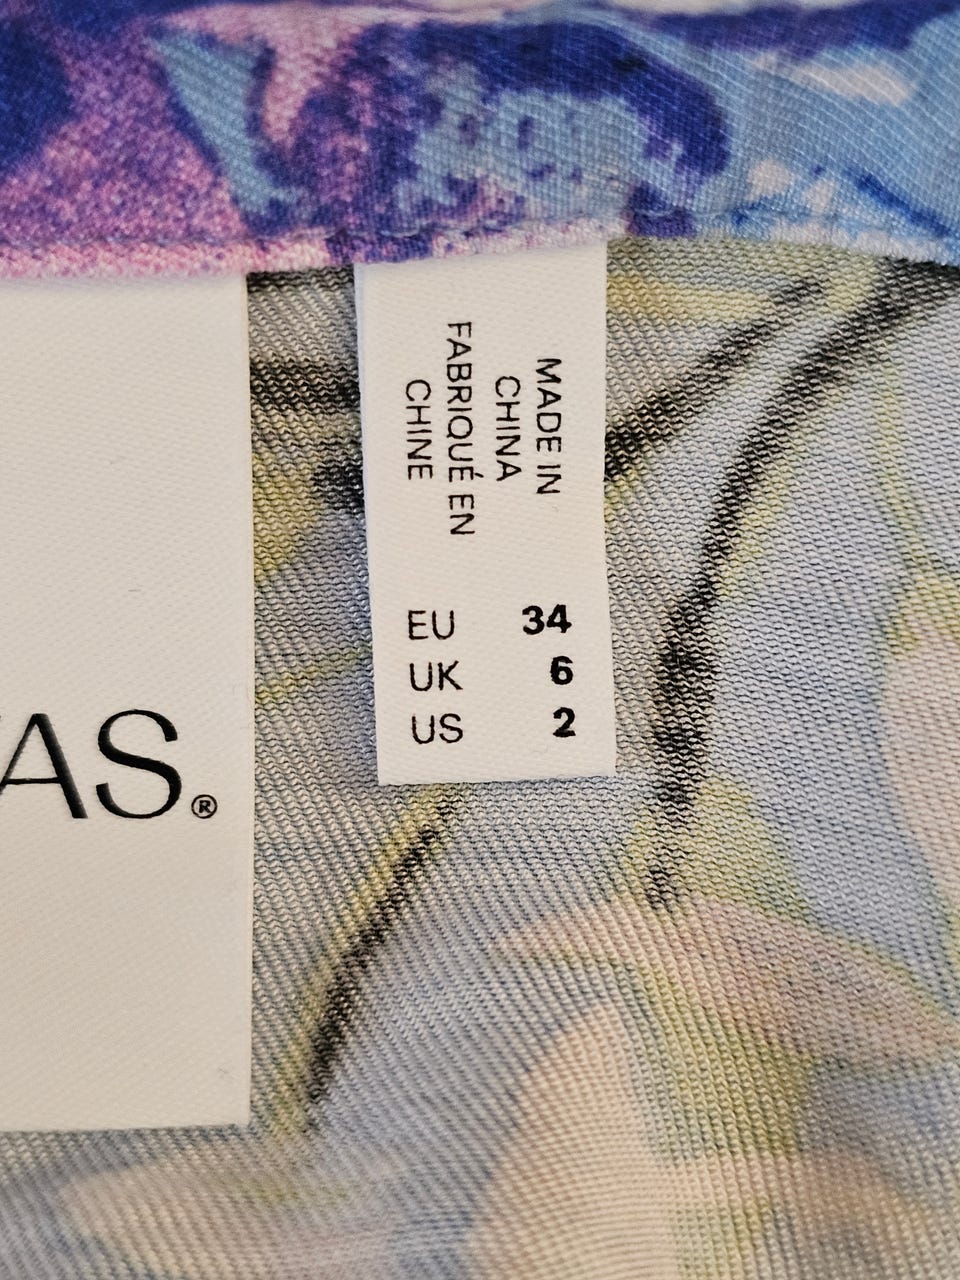 MADE IN
CHINA
FABRIQUÉ EN
CHINE
EU 34
UK 6
US 2
AS®